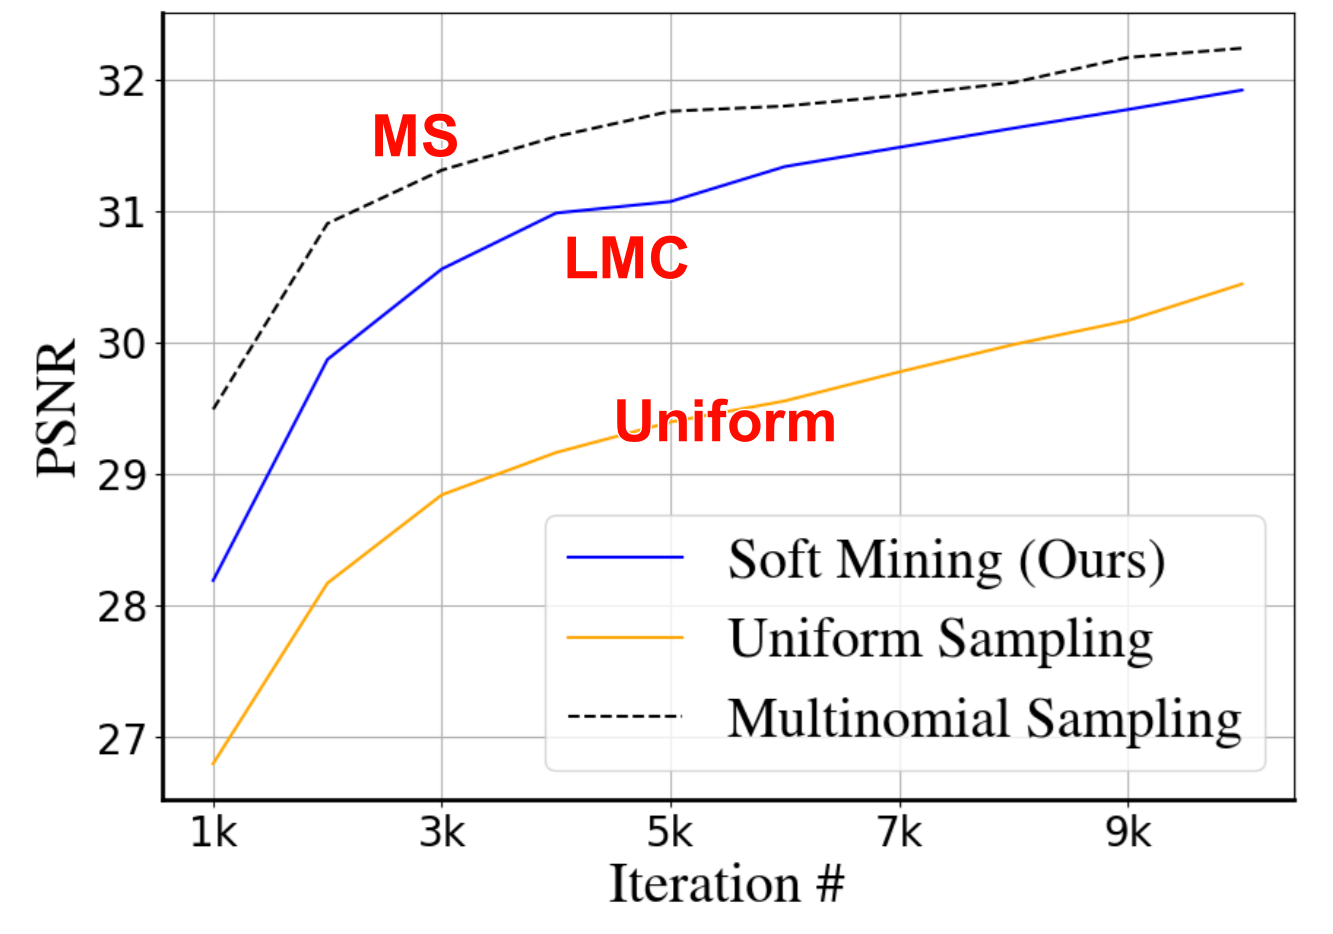 32
31
30
29
28
27
PSNR
MS
LMC
Uniform
Soft Mining (Ours)
Uniform Sampling
Multinomial Sampling
1k 3k 5k 7k 9k
Iteration #